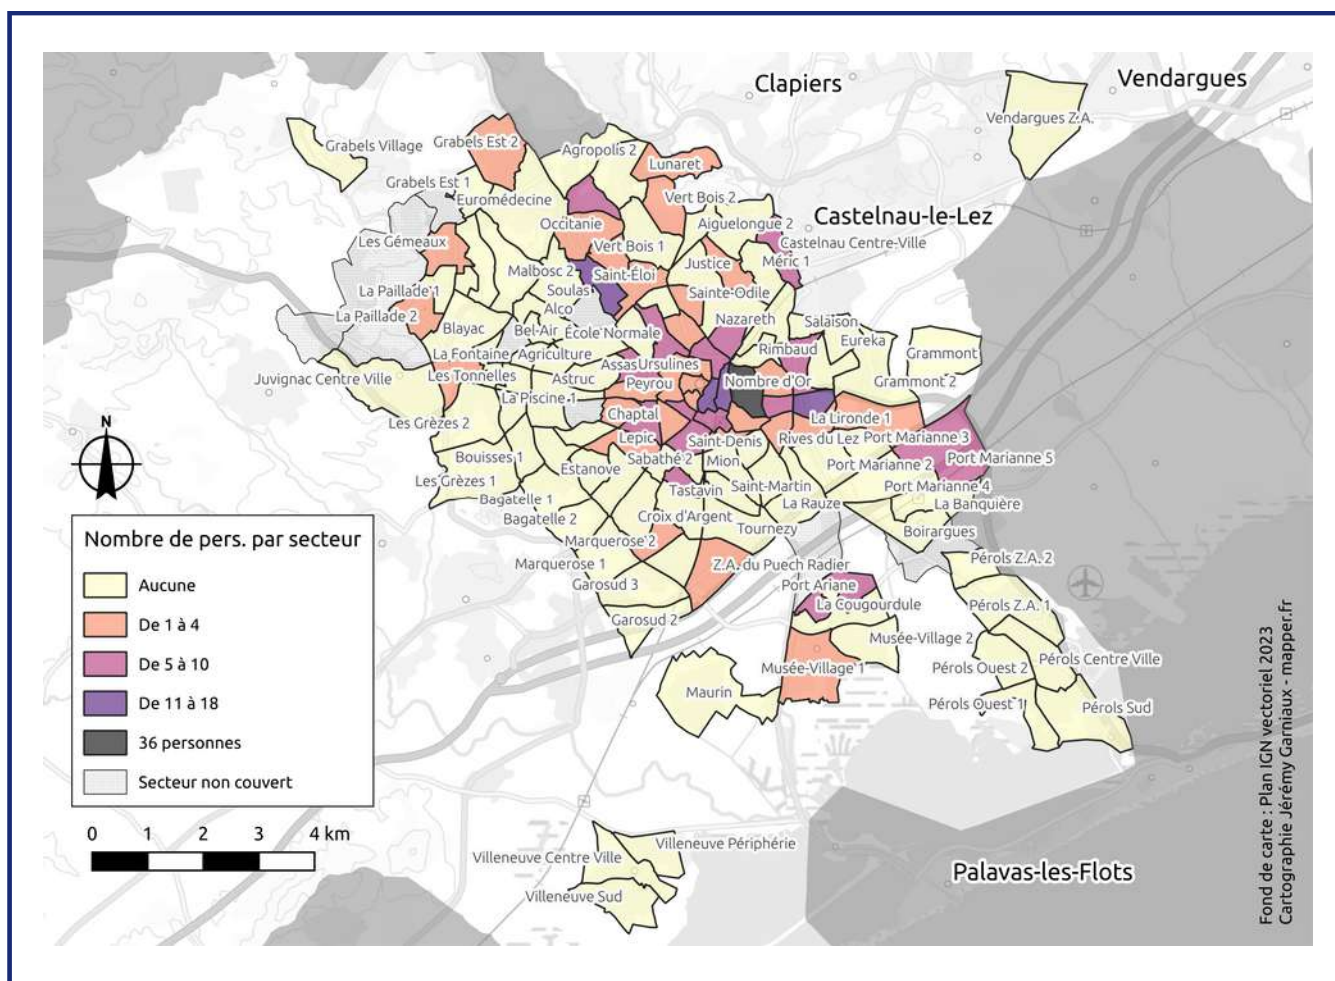 Clapiers
Vendargues
Vendargues Z.A.
Grabels Village
Grabels Est 2
Agropolis 2
Lunaret
Grabels Est 1
Euromédecine
Vert Bois 2
Castelnau-le-Lez
Occitanie
Aiguelongue 2
Les Gémeaux
Vert Bois 1
Castelnau Centre-Ville
Malbosc 2
Saint-Éloi
Justice
Méric 1
La Paillade 1
Soulas
Sainte-Odile
La Paillade 2
Alco
Nazareth
Salaison
Blayac
Bel-Air
École Normale
Eureka
La Fontaine
Agriculture
Assas
Ursulines
Rimbaud
Grammont
Juvignac Centre Ville
Les Tonnelles
Astruc
Peyrou
Nombre d'Or
Grammont 2
La Piscine 1
Chaptal
La Lironde 1
Les Grèzes 2
Lepic
Saint-Denis
Rives du Lez
Port Marianne 3
N
Bouisses 1
Estanove
Sabathé 2
Mion
Port Marianne 2
Port Marianne 5
Les Grèzes 1
Tastavin
Saint-Martin
Port Marianne 4
Bagatelle 1
La Rauze
La Banquière
Bagatelle 2
Croix d'Argent
Tournezy
Boirargues
Marquerose 2
Marquerose 1
Z.A. du Puech Radier
Pérols Z.A. 2
Garosud 3
Port Ariane
La Cougourdule
Pérols Z.A. 1
Garosud 2
Musée-Village 2
Musée-Village 1
Pérols Ouest 2
Pérols Centre Ville
Maurin
Pérols Ouest 1
Pérols Sud
Villeneuve Périphérie
Villeneuve Centre Ville
Villeneuve Sud
Palavas-les-Flots
Nombre de pers. par secteur
Aucune
De 1 à 4
De 5 à 10
De 11 à 18
36 personnes
Secteur non couvert
0 1 2 3 4 km
Fond de carte : Plan IGN vectoriel 2023
Cartographie Jérémy Garniaux - mapper.fr